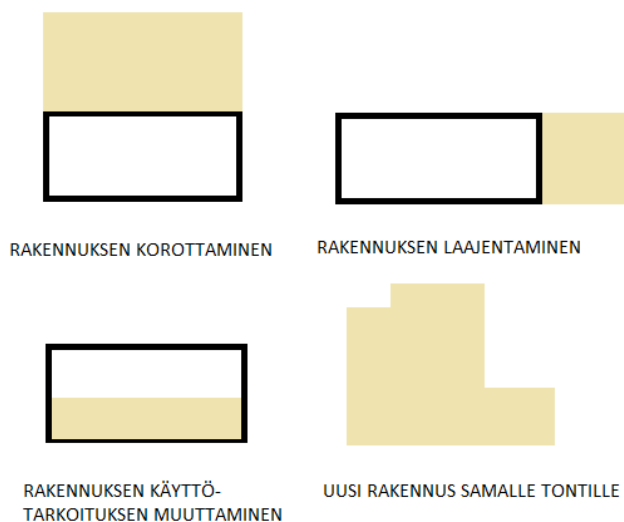 RAKENNUKSEN KOROTTAMINEN
RAKENNUKSEN LAAJENTAMINEN
RAKENNUKSEN KÄYTTÖ-
TARKOITUKSEN MUUTTAMINEN
UUSI RAKENNUS SAMALLE TONTILLE